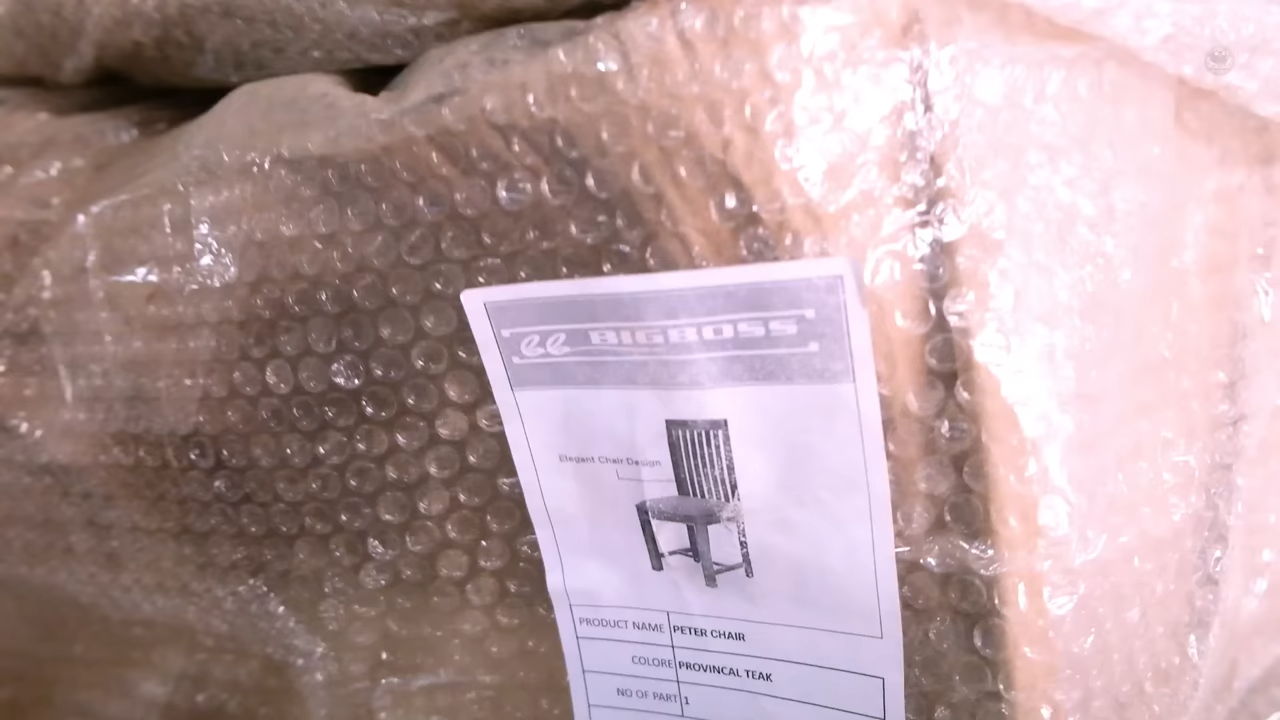 BIGBOSS
Elegant Chair Design
PRODUCT NAME PETER CHAIR
COLORE PROVINCAL TEAK
NO OF PART 1